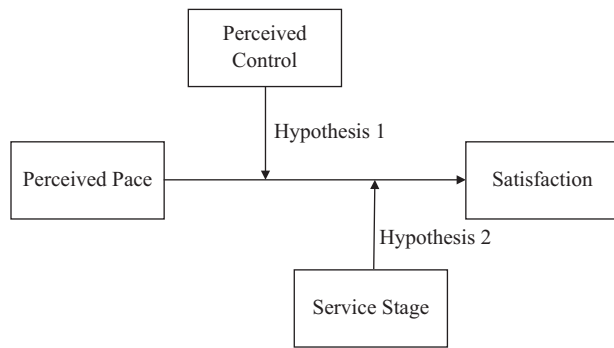 Perceived
Control
Hypothesis 1
Perceived Pace
Satisfaction
Hypothesis 2
Service Stage